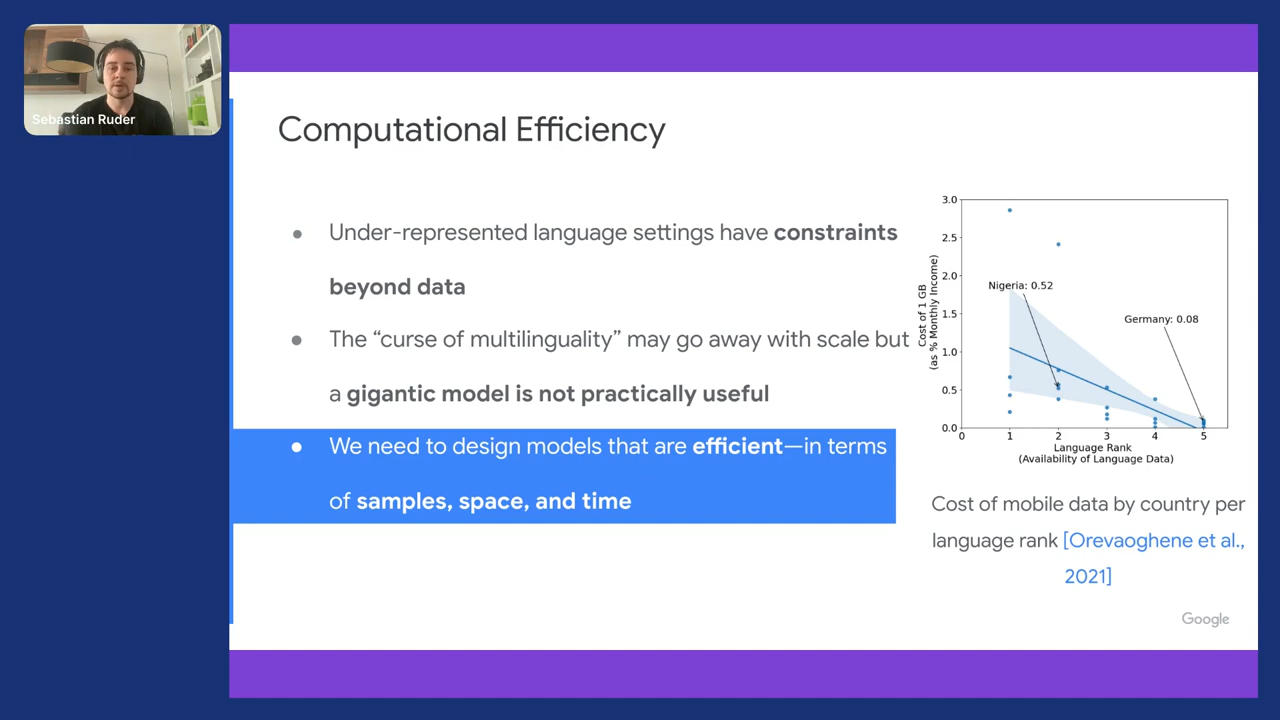 Sebastian Ruder
Computational Efficiency
● Under-represented language settings have constraints
beyond data
● The “curse of multilinguality” may go away with scale but
a gigantic model is not practically useful
● We need to design models that are efficient—in terms
of samples, space, and time
3.0
2.5
2.0
1.5
1.0
0.5
0.0
Cost of 1 GB
(as % Monthly Income)
Nigeria: 0.52
Germany: 0.08
0 1 2 3 4 5
Language Rank
(Availability of Language Data)
Cost of mobile data by country per
language rank [Orevaoghene et al.,
2021]
Google